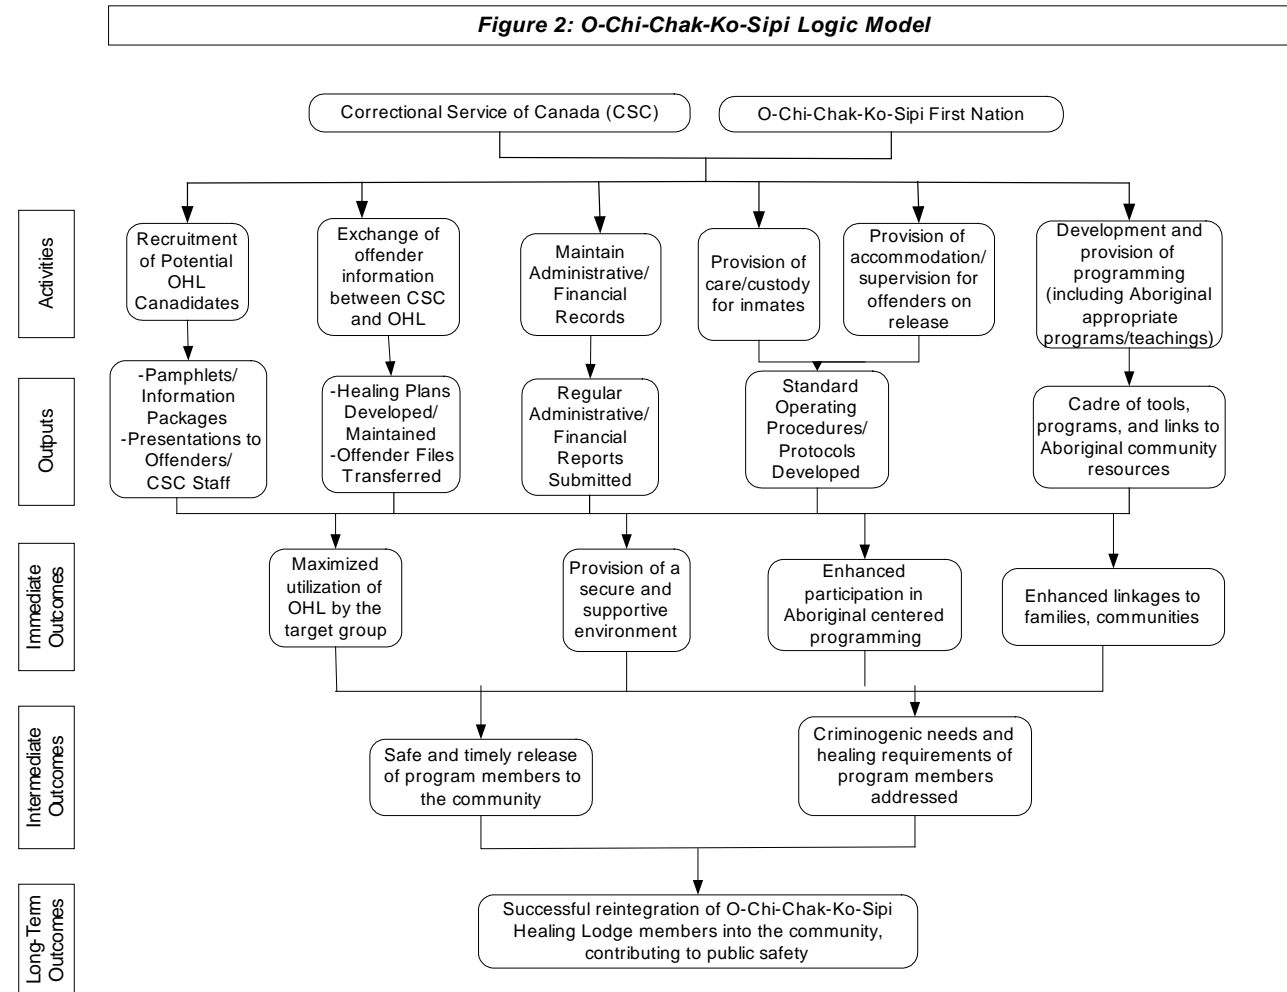 Figure 2: O-Chi-Chak-Ko-Sipi Logic Model
Correctional Service of Canada (CSC)
O-Chi-Chak-Ko-Sipi First Nation
Activities
Recruitment
of Potential
OHL
Canadidates
Exchange of
offender
information
between CSC
and OHL
Maintain
Administrative/
Financial
Records
Provision of
care/custody
for inmates
Provision of
accommodation/
supervision for
offenders on
release
Development and
provision of
programming
(including Aboriginal
appropriate
programs/teachings)
Outputs
-Pamphlets/
Information
Packages
-Presentations to
Offenders/
CSC Staff
-Healing Plans
Developed/
Maintained
-Offender Files
Transferred
Regular
Administrative/
Financial
Reports
Submitted
Standard
Operating
Procedures/
Protocols
Developed
Cadre of tools,
programs, and links to
Aboriginal community
resources
Immediate
Outcomes
Maximized
utilization of
OHL by the
target group
Provision of a
secure and
supportive
environment
Enhanced
participation in
Aboriginal centered
programming
Enhanced linkages to
families, communities
Intermediate
Outcomes
Safe and timely release
of program members to
the community
Criminogenic needs and
healing requirements of
program members
addressed
Long-Term
Outcomes
Successful reintegration of O-Chi-Chak-Ko-Sipi
Healing Lodge members into the community,
contributing to public safety